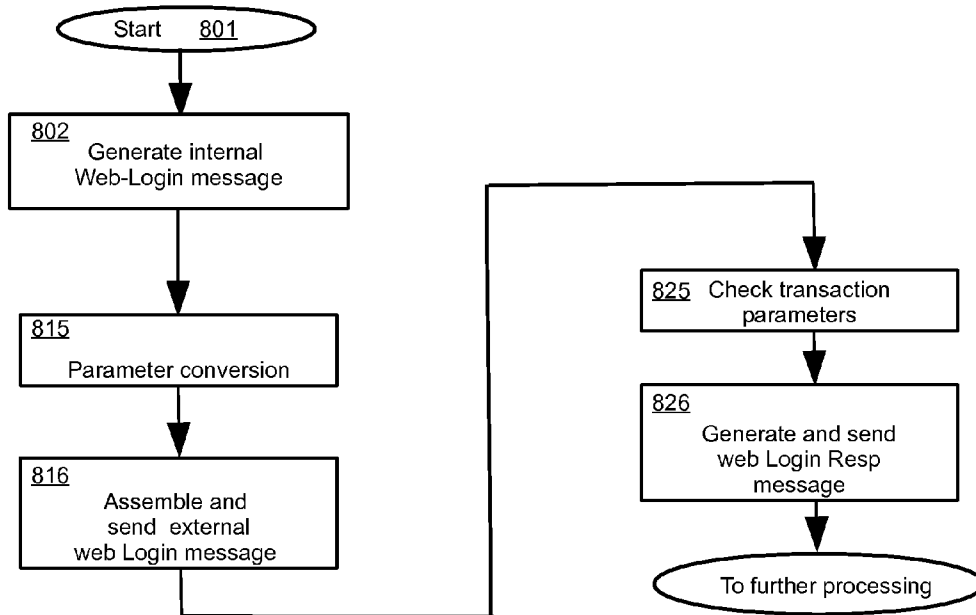 Start 801
802
Generate internal
Web-Login message
815
Parameter conversion
816
Assemble and
send external
web Login message
825 Check transaction
parameters
826
Generate and send
web Login Resp
message
To further processing